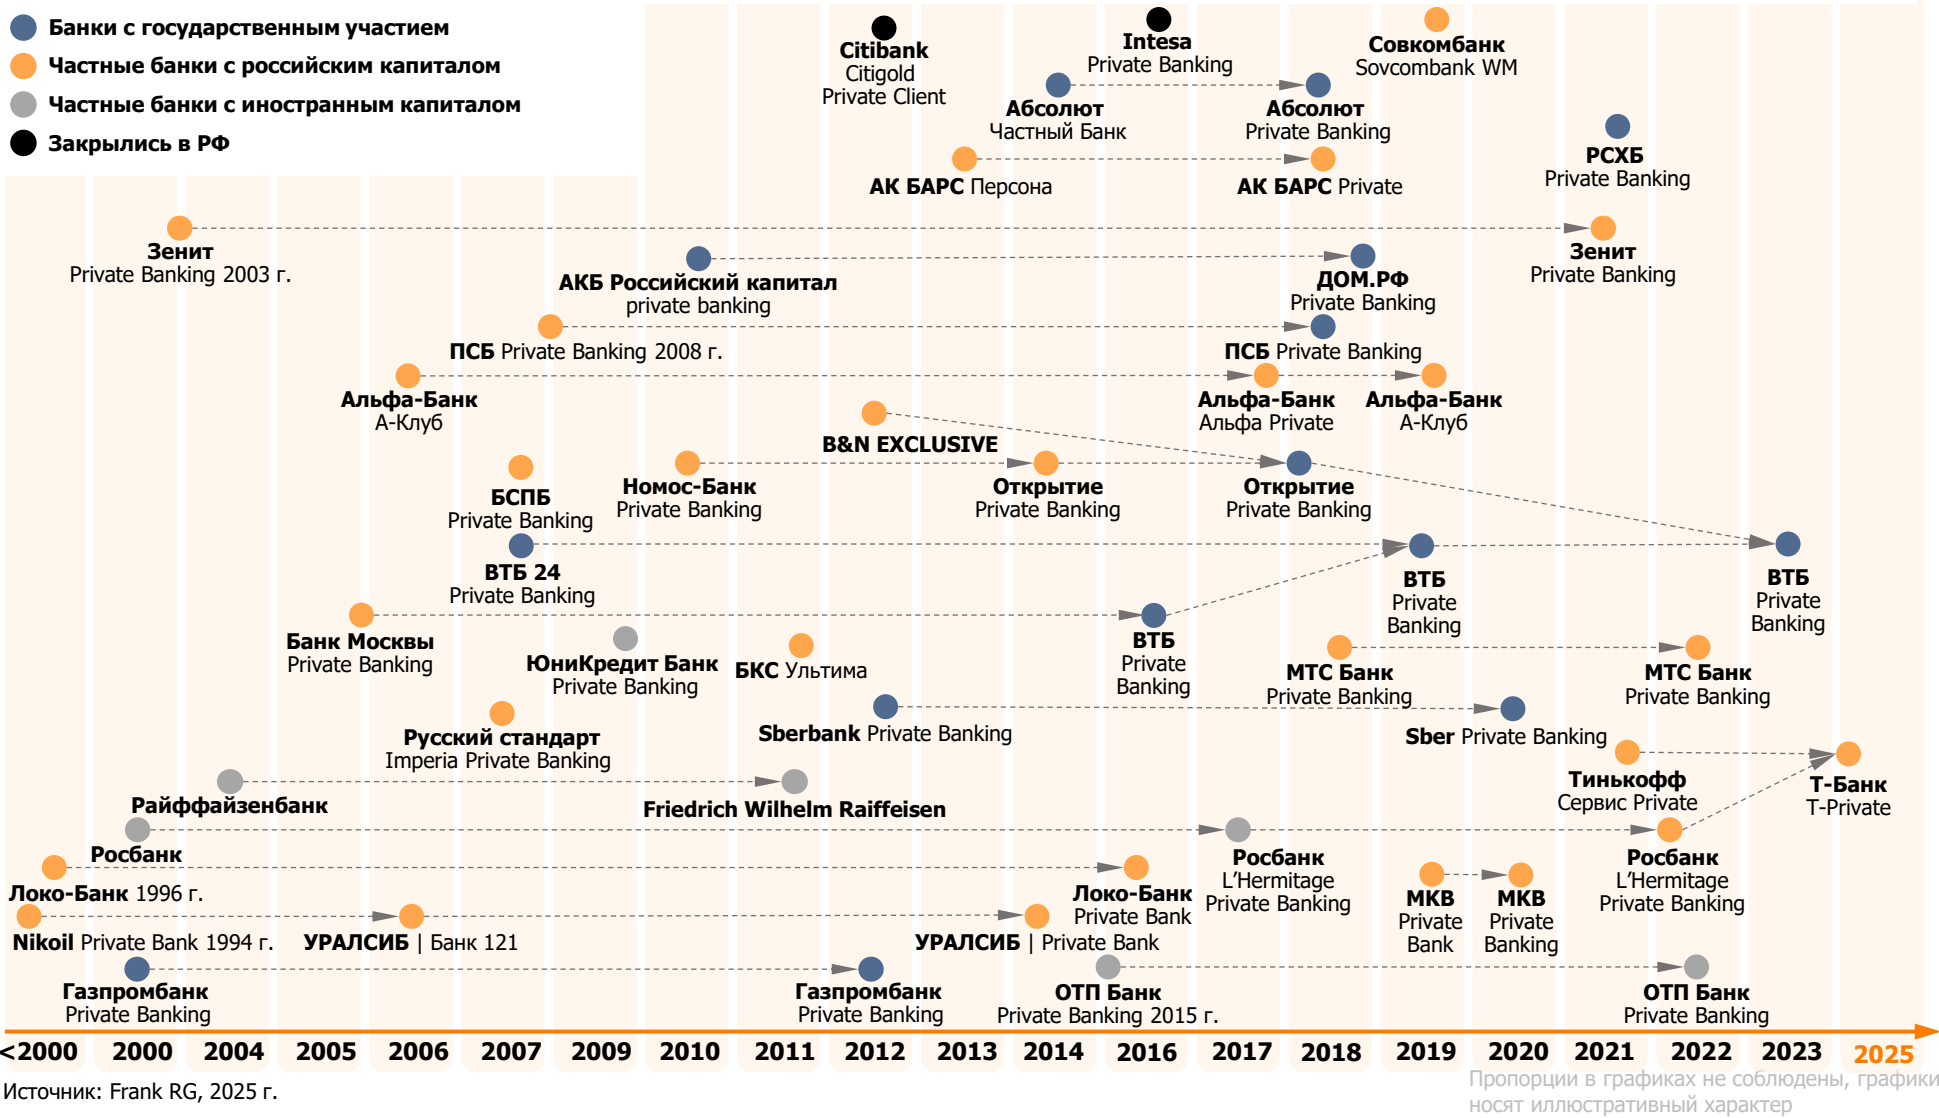 Банки с государственным участием
Частные банки с российским капиталом
Частные банки с иностранным капиталом
Закрылись в РФ
Citibank
Citigold
Private Client
Intesa
Private Banking
Совкомбанк
Sovcombank WM
Абсолют
Частный Банк
Абсолют
Private Banking
РСХБ
Private Banking
АК БАРС Персона
АК БАРС Private
Зенит
Private Banking 2003 г.
Зенит
Private Banking
АКБ Российский капитал
private banking
ДОМ.РФ
Private Banking
ПСБ Private Banking 2008 г.
ПСБ Private Banking
Альфа-Банк
А-Клуб
Альфа-Банк
Альфа Private
Альфа-Банк
А-Клуб
B&N EXCLUSIVE
БСПБ
Private Banking
Номос-Банк
Private Banking
Открытие
Private Banking
Открытие
Private Banking
ВТБ 24
Private Banking
ВТБ
Private
Banking
ВТБ
Private
Banking
Банк Москвы
Private Banking
ЮниКредит Банк
Private Banking
БКС Ультима
ВТБ
Private
Banking
МТС Банк
Private Banking
МТС Банк
Private Banking
Русский стандарт
Imperia Private Banking
Sberbank Private Banking
Sber Private Banking
Райффайзенбанк
Friedrich Wilhelm Raiffeisen
Тинькофф
Сервис Private
Т-Банк
T-Private
Росбанк
Росбанк
L'Hermitage
Private Banking
Росбанк
L'Hermitage
Private Banking
Локо-Банк 1996 г.
Локо-Банк
Private Bank
МКВ
Private
Bank
МКВ
Private
Banking
Nikoil Private Bank 1994 г.
УРАЛСИБ | Банк 121
УРАЛСИБ | Private Bank
Газпромбанк
Private Banking
Газпромбанк
Private Banking
ОТП Банк
Private Banking 2015 г.
ОТП Банк
Private Banking
<2000 2000 2004 2005 2006 2007 2009 2010 2011 2012 2013 2014 2016 2017 2018 2019 2020 2021 2022 2023 2025
Источник: Frank RG, 2025 г.
Пропорции в графиках не соблюдены, графики
носят иллюстративный характер